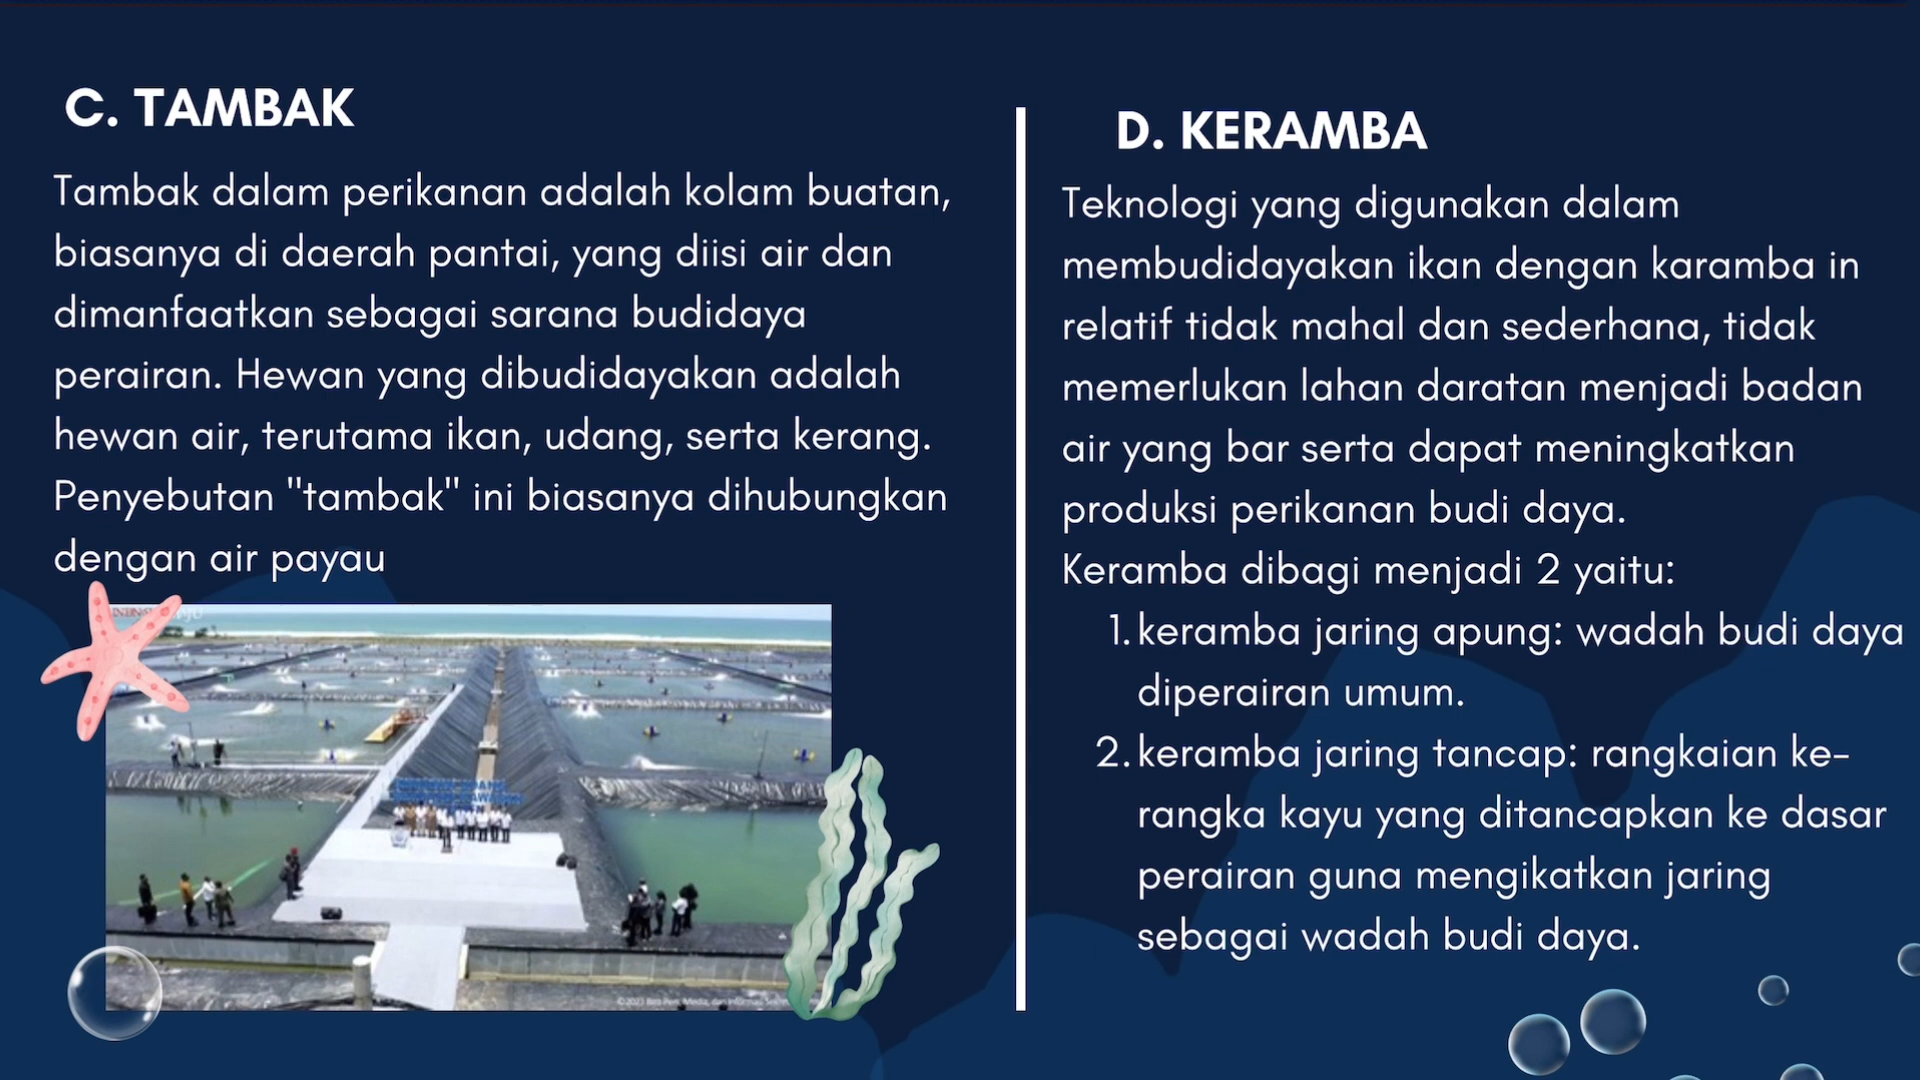 C. TAMBAK
Tambak dalam perikanan adalah kolam buatan,
biasanya di daerah pantai, yang diisi air dan
dimanfaatkan sebagai sarana budidaya
perairan. Hewan yang dibudidayakan adalah
hewan air, terutama ikan, udang, serta kerang.
Penyebutan "tambak" ini biasanya dihubungkan
dengan air payau
D. KERAMBA
Teknologi yang digunakan dalam
membudidayakan ikan dengan karamba in
relatif tidak mahal dan sederhana, tidak
memerlukan lahan daratan menjadi badan
air yang bar serta dapat meningkatkan
produksi perikanan budi daya.
Keramba dibagi menjadi 2 yaitu:
1. keramba jaring apung: wadah budi daya
diperairan umum.
2. keramba jaring tancap: rangkaian ke-
rangka kayu yang ditancapkan ke dasar
perairan guna mengikatkan jaring
sebagai wadah budi daya.